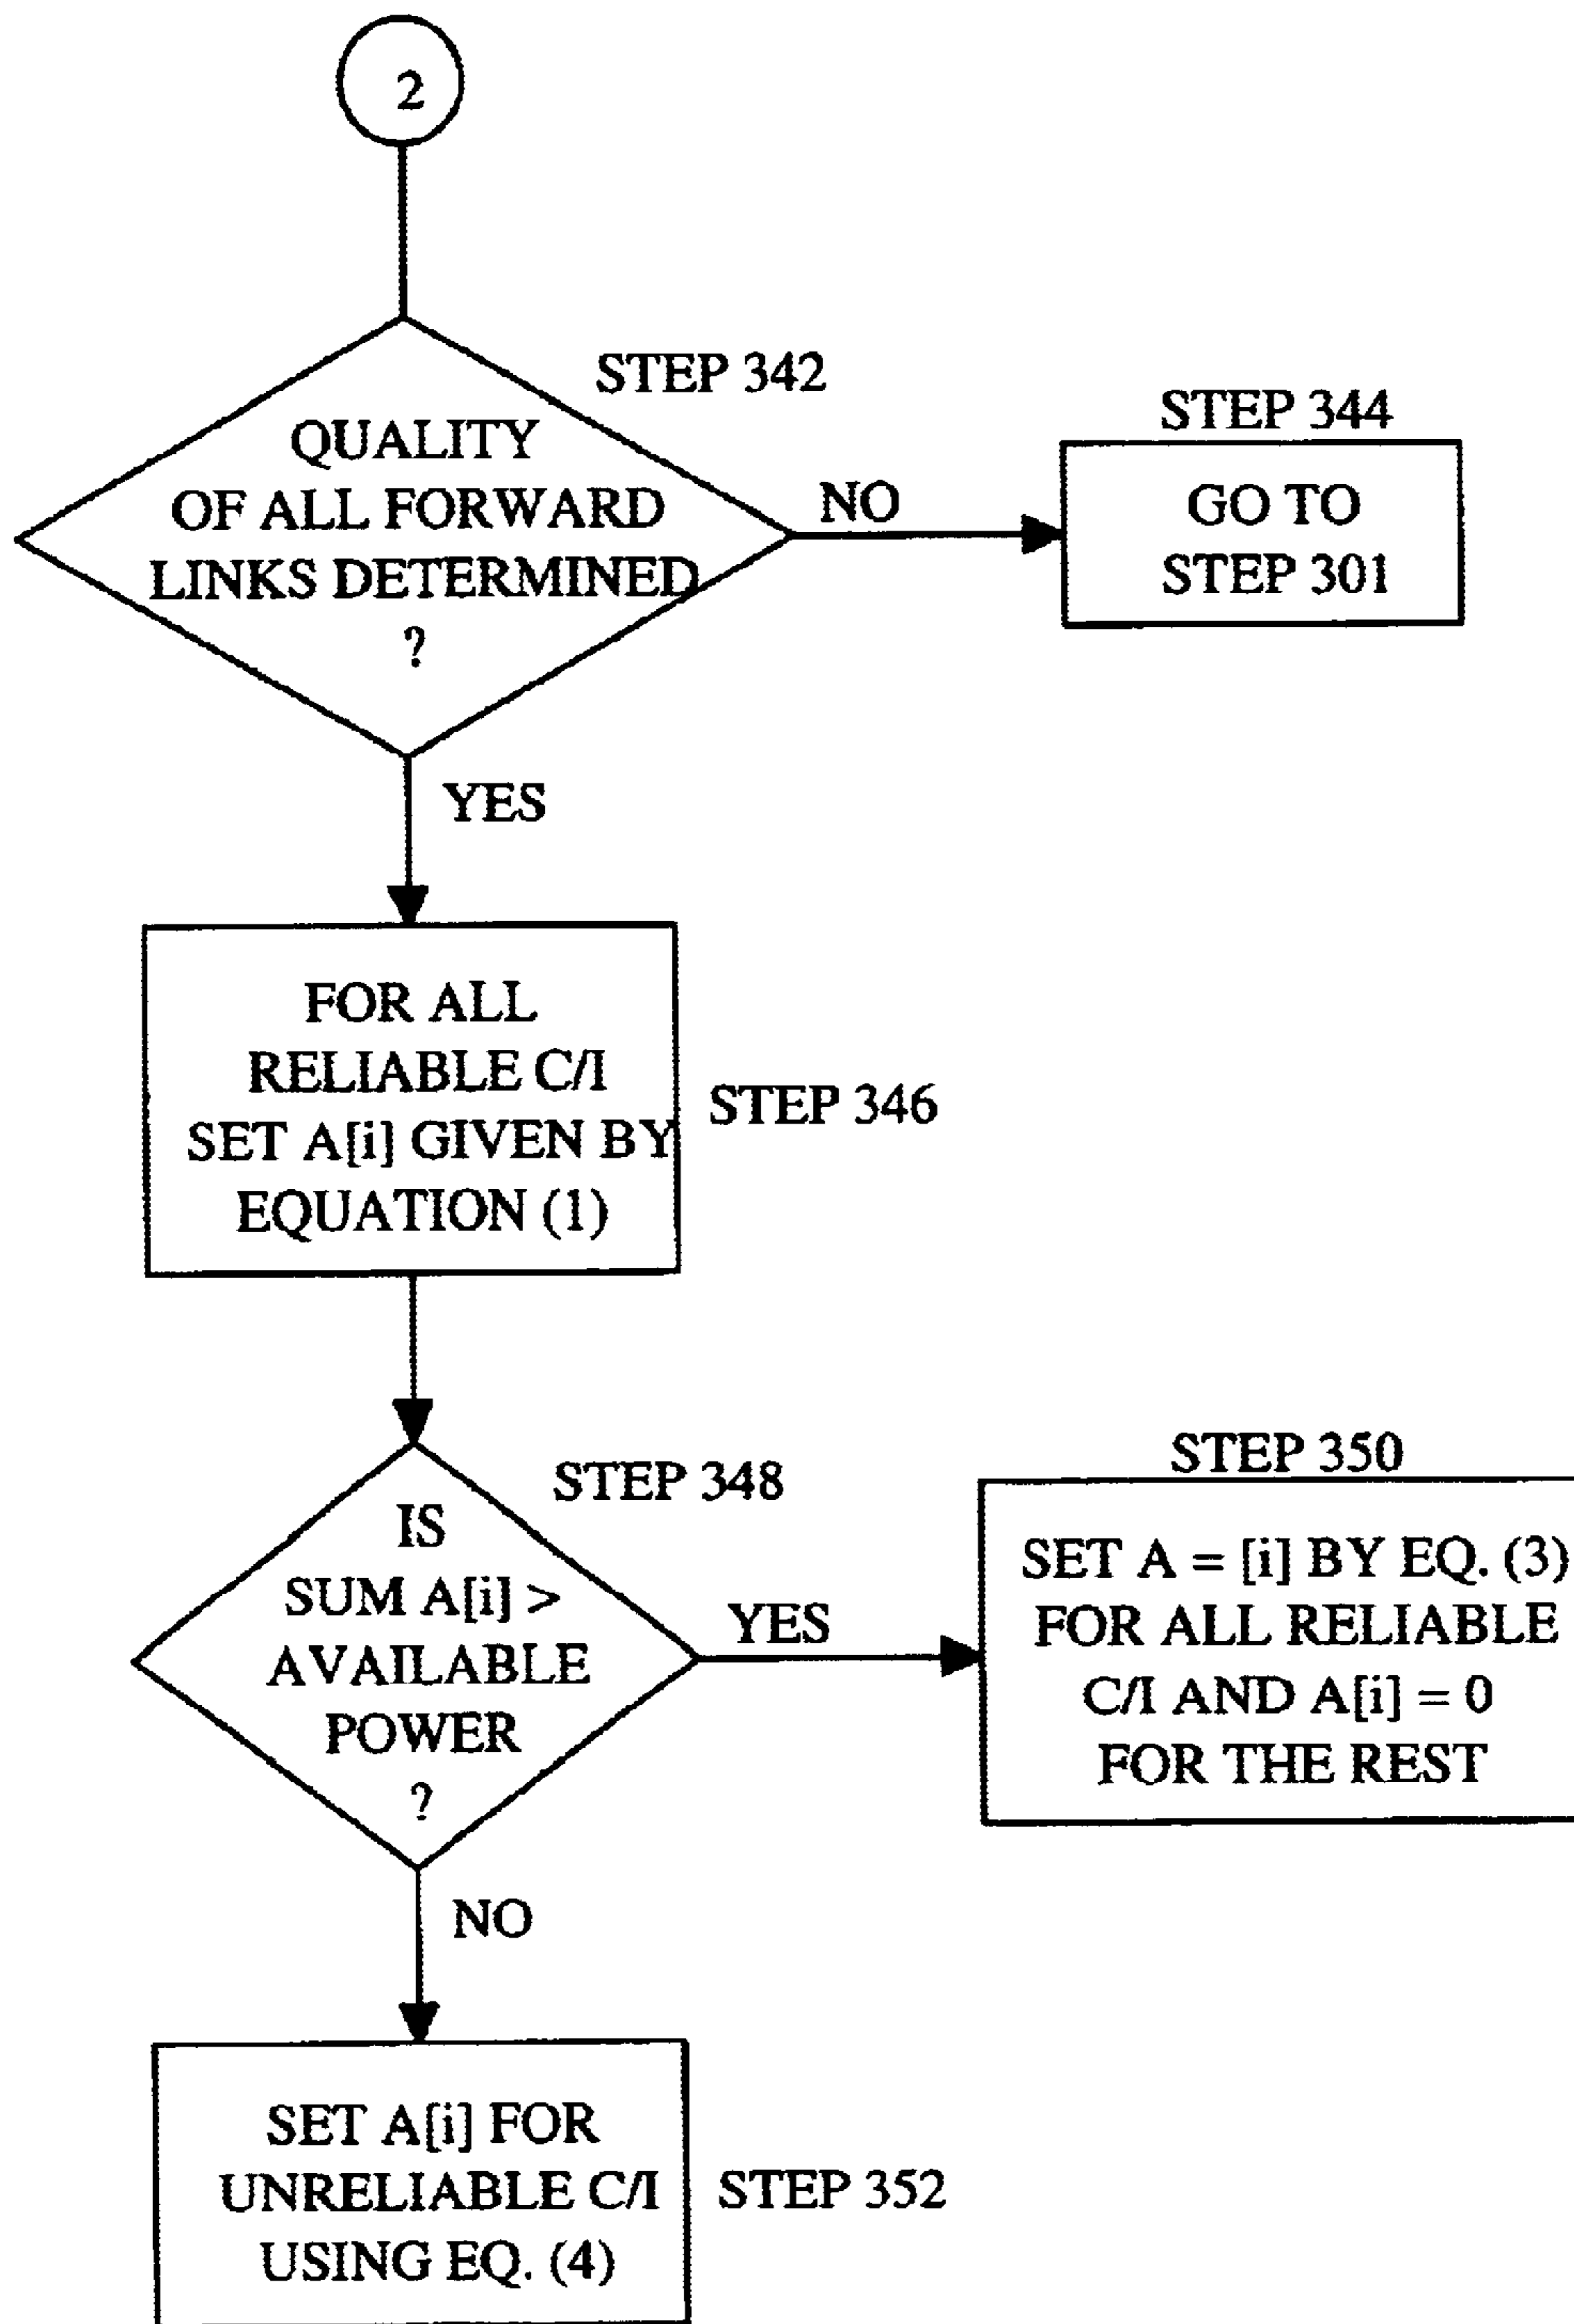 2
STEP 342
QUALITY
OF ALL FORWARD
LINKS DETERMINED
?
NO
STEP 344
GO TO
STEP 301
YES
FOR ALL
RELIABLE C/I
SET A[i] GIVEN BY
EQUATION (1)
STEP 346
STEP 348
IS
SUM A[i] >
AVAILABLE
POWER
?
YES
STEP 350
SET A = [i] BY EQ. (3)
FOR ALL RELIABLE
C/I AND A[i] = 0
FOR THE REST
NO
SET A[i] FOR
UNRELIABLE C/I
USING EQ. (4)
STEP 352